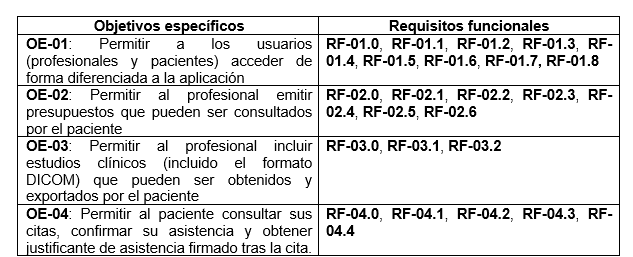 Objetivos específicos
Requisitos funcionales
OE-01: Permitir a los usuarios
(profesionales y pacientes) acceder de
forma diferenciada a la aplicación
RF-01.0, RF-01.1, RF-01.2, RF-01.3, RF-
01.4, RF-01.5, RF-01.6, RF-01.7, RF-01.8
OE-02: Permitir al profesional emitir
presupuestos que pueden ser consultados
por el paciente
RF-02.0, RF-02.1, RF-02.2, RF-02.3, RF-
02.4, RF-02.5, RF-02.6
OE-03: Permitir al profesional incluir
estudios clínicos (incluido el formato
DICOM) que pueden ser obtenidos y
exportados por el paciente
RF-03.0, RF-03.1, RF-03.2
OE-04: Permitir al paciente consultar sus
citas, confirmar su asistencia y obtener
justificante de asistencia firmado tras la cita.
RF-04.0, RF-04.1, RF-04.2, RF-04.3, RF-
04.4